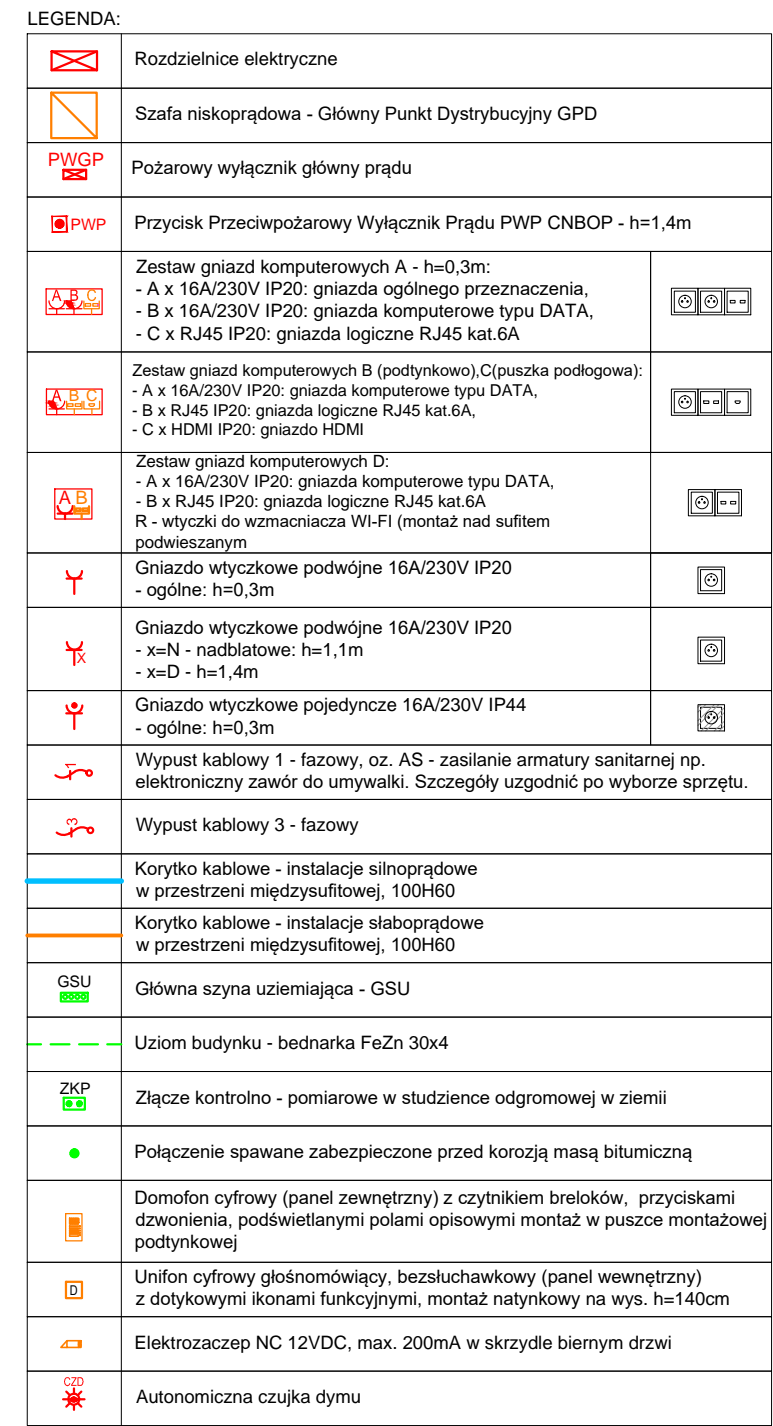 LEGENDA:
Rozdzielnice elektryczne
Szafa niskoprądowa - Główny Punkt Dystrybucyjny GPD
PWGP
Pożarowy wyłącznik główny prądu
PWP
Przycisk Przeciwpożarowy Wyłącznik Prądu PWP CNBOP - h=1,4m
A B C
Zestaw gniazd komputerowych A - h=0,3m:
- A x 16A/230V IP20: gniazda ogólnego przeznaczenia,
- B x 16A/230V IP20: gniazda komputerowe typu DATA,
- C x RJ45 IP20: gniazda logiczne RJ45 kat.6A
A B C
Zestaw gniazd komputerowych B (podtynkowo),C(puszka podłogowa):
- A x 16A/230V IP20: gniazda komputerowe typu DATA,
- B x RJ45 IP20: gniazda logiczne RJ45 kat.6A,
- C x HDMI IP20: gniazdo HDMI
A B
Zestaw gniazd komputerowych D:
- A x 16A/230V IP20: gniazda komputerowe typu DATA,
- B x RJ45 IP20: gniazda logiczne RJ45 kat.6A
R - wtyczki do wzmacniacza WI-FI (montaż nad sufitem
podwieszanym
Gniazdo wtyczkowe podwójne 16A/230V IP20
- ogólne: h=0,3m
X
Gniazdo wtyczkowe podwójne 16A/230V IP20
- x=N - nadblatowe: h=1,1m
- x=D - h=1,4m
Gniazdo wtyczkowe pojedyncze 16A/230V IP44
- ogólne: h=0,3m
1
Wypust kablowy 1 - fazowy, oz. AS - zasilanie armatury sanitarnej np.
elektroniczny zawór do umywalki. Szczegóły uzgodnić po wyborze sprzętu.
3
Wypust kablowy 3 - fazowy
Korytko kablowe - instalacje silnoprądowe
w przestrzeni międzysufitowej, 100H60
Korytko kablowe - instalacje słaboprądowe
w przestrzeni międzysufitowej, 100H60
GSU
Główna szyna uziemiająca - GSU
Uziom budynku - bednarka FeZn 30x4
ZKP
Złącze kontrolno - pomiarowe w studzience odgromowej w ziemii
Połączenie spawane zabezpieczone przed korozją masą bitumiczną
Domofon cyfrowy (panel zewnętrzny) z czytnikiem breloków, przyciskami
dzwonienia, podświetlanymi polami opisowymi montaż w puszce montażowej
podtynkowej
D
Unifon cyfrowy głośnomówiący, bezsłuchawkowy (panel wewnętrzny)
z dotykowymi ikonami funkcyjnymi, montaż natynkowy na wys. h=140cm
Elektrozaczep NC 12VDC, max. 200mA w skrzydle biernym drzwi
CZD
Autonomiczna czujka dymu